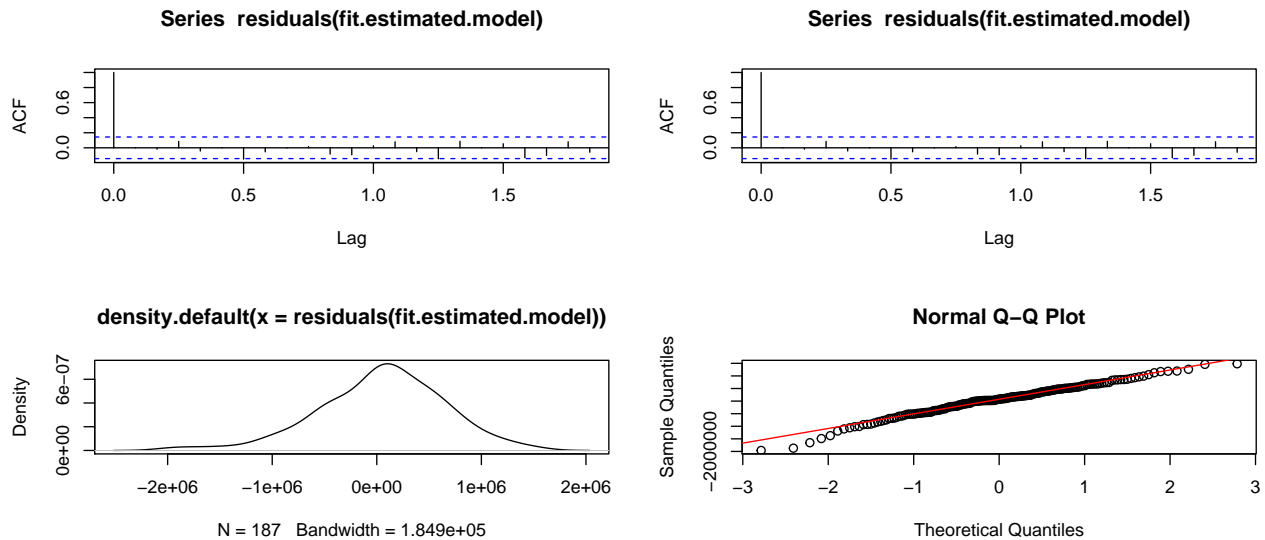 Series residuals(fit.estimated.model)
ACF
0.0 0.6
0.0 0.5 1.0 1.5
Lag
Series residuals(fit.estimated.model)
ACF
0.0 0.6
0.0 0.5 1.0 1.5
Lag
density.default(x = residuals(fit.estimated.model))
Density
0e+00 6e−07
−2e+06 −1e+06 0e+00 1e+06 2e+06
N = 187 Bandwidth = 1.849e+05
Normal Q−Q Plot
Sample Quantiles
−2000000
−3 −2 −1 0 1 2 3
Theoretical Quantiles